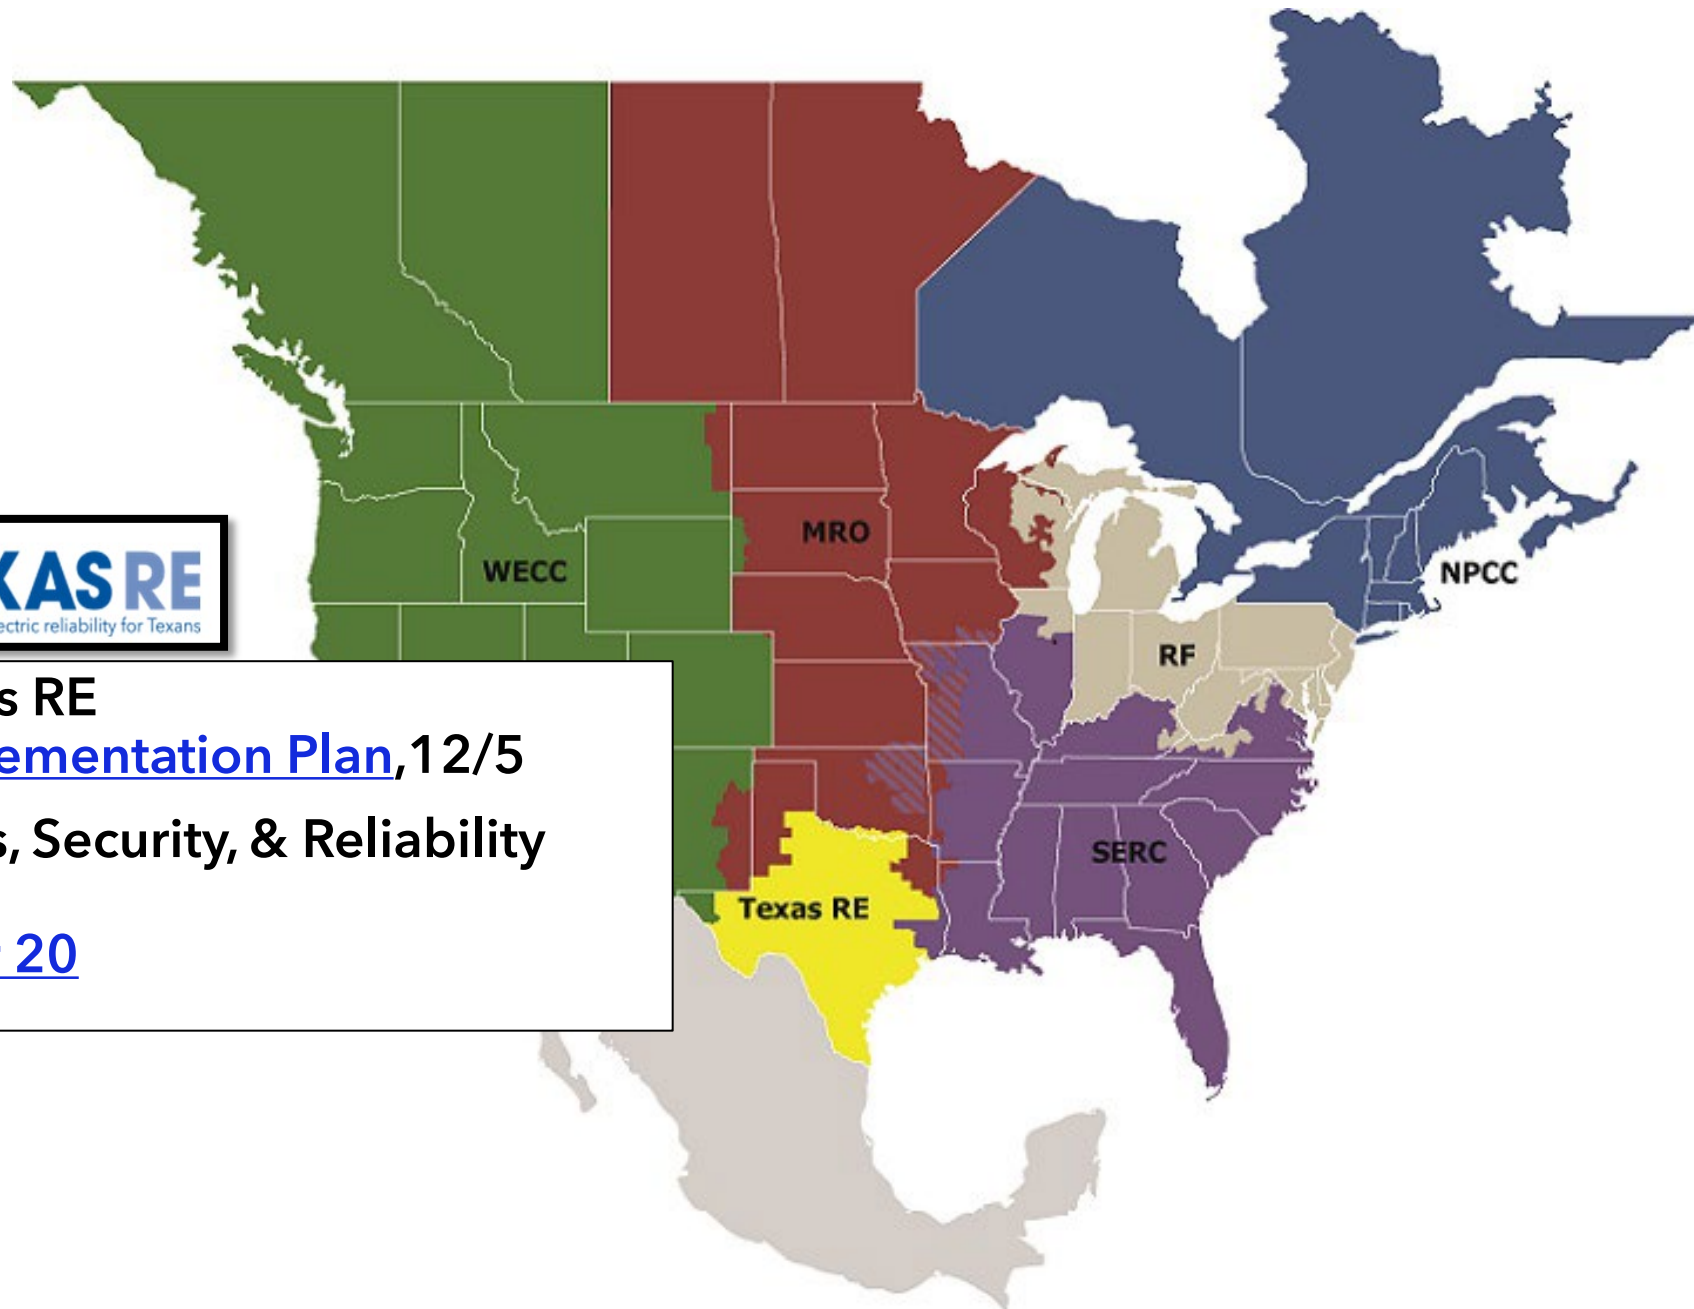 MRO
WECC
NPCC
XAS RE
ectric reliability for Texans
RF
s RE
ementation Plan,12/5
s, Security, & Reliability
SERC
Texas RE
20